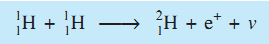 ¹₁H + ¹₁H ⟶ ²₁H + e⁺ + ν